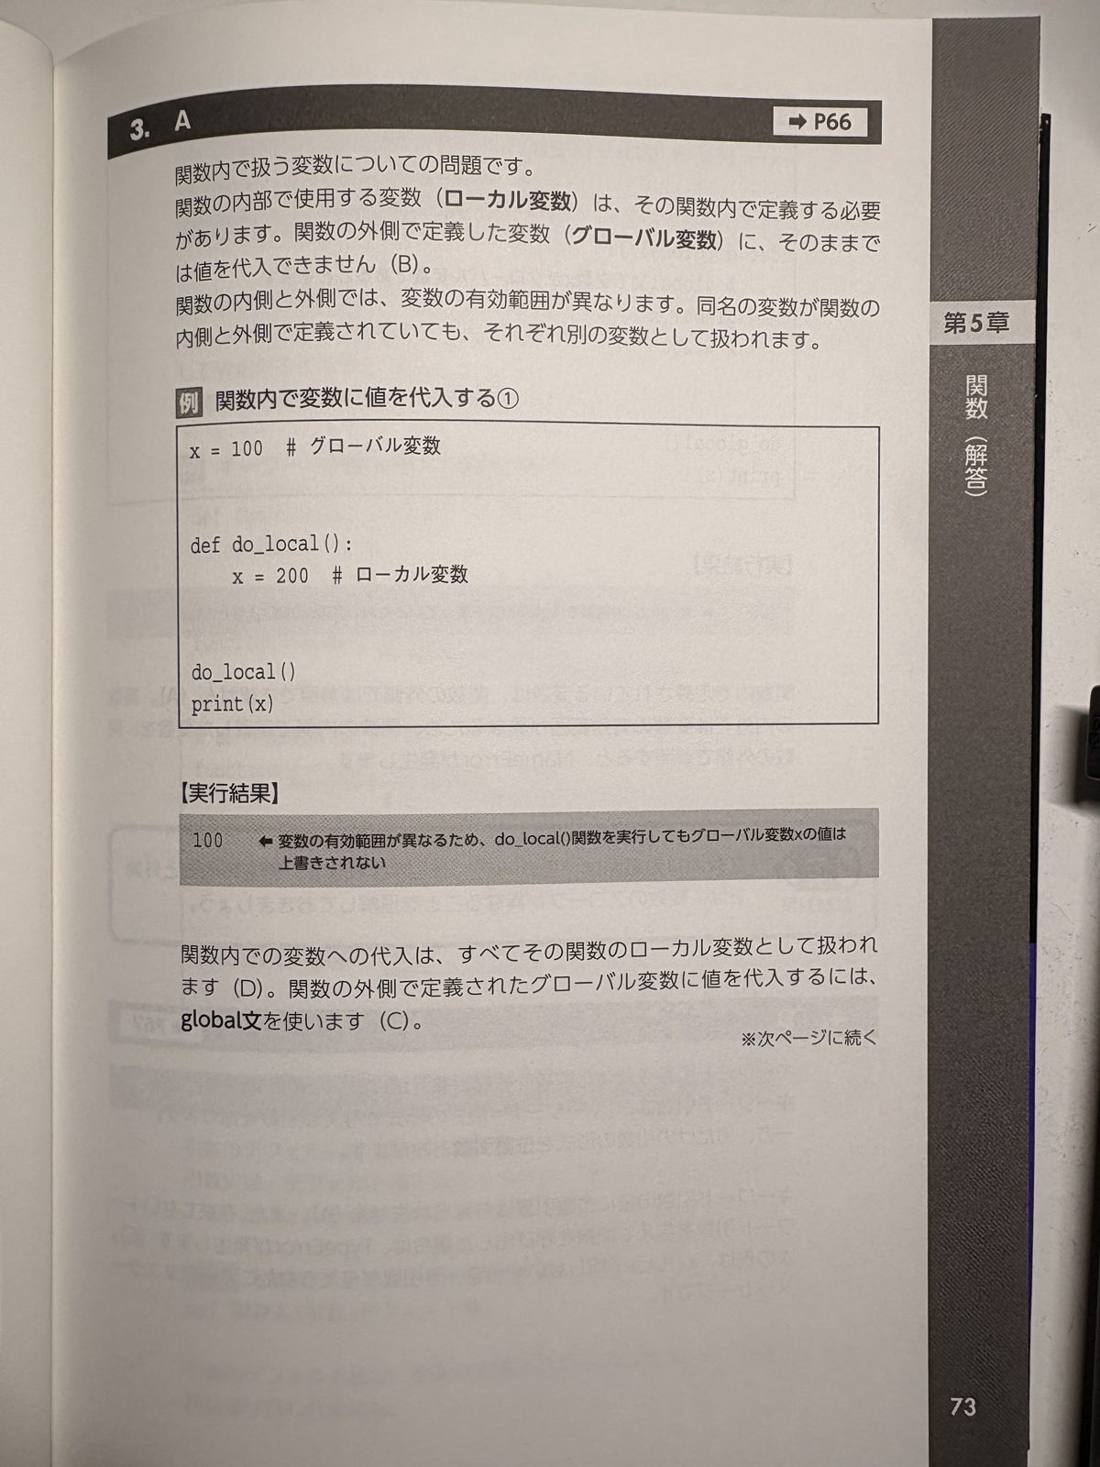 3. A
➡ P66
関数内で扱う変数についての問題です。
関数の内部で使用する変数（ローカル変数）は、その関数内で定義する必要
があります。関数の外側で定義した変数（グローバル変数）に、そのままで
は値を代入できません（B）。
関数の内側と外側では、変数の有効範囲が異なります。同名の変数が関数の
内側と外側で定義されていても、それぞれ別の変数として扱われます。
例 関数内で変数に値を代入する①
x = 100  # グローバル変数
def do_local():
    x = 200  # ローカル変数
do_local()
print(x)
【実行結果】
100 ⬅ 変数の有効範囲が異なるため、do_local()関数を実行してもグローバル変数xの値は
上書きされない
関数内での変数への代入は、すべてその関数のローカル変数として扱われ
ます（D）。関数の外側で定義されたグローバル変数に値を代入するには、
global文を使います（C）。
※次ページに続く
第5章
関数（解答）
73